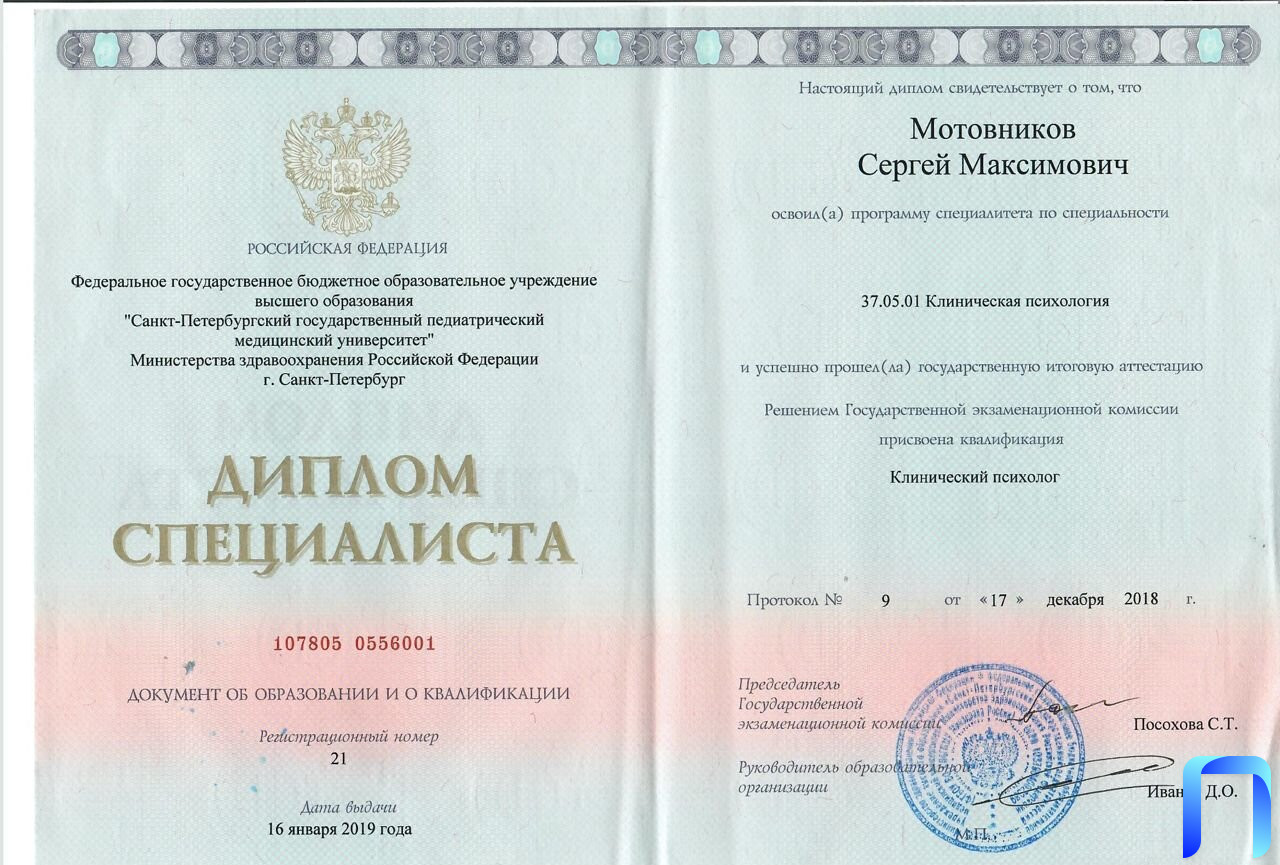 РОССИЙСКАЯ ФЕДЕРАЦИЯ
Федеральное государственное бюджетное образовательное учреждение
высшего образования
"Санкт-Петербургский государственный педиатрический
медицинский университет"
Министерства здравоохранения Российской Федерации
г. Санкт-Петербург
ДИПЛОМ
СПЕЦИАЛИСТА
107805 0556001
ДОКУМЕНТ ОБ ОБРАЗОВАНИИ И О КВАЛИФИКАЦИИ
Регистрационный номер
21
Дата выдачи
16 января 2019 года
Настоящий диплом свидетельствует о том, что
Мотовников
Сергей Максимович
освоил(а) программу специалитета по специальности
37.05.01 Клиническая психология
и успешно прошел(ла) государственную итоговую аттестацию
Решением Государственной экзаменационной комиссии
присвоена квалификация
Клинический психолог
Протокол № 9 от «17 » декабря 2018 г.
Председатель
Государственной
экзаменационной комиссии
Посохова С.Т.
Руководитель образовательной
организации
Д.О.
М.П.